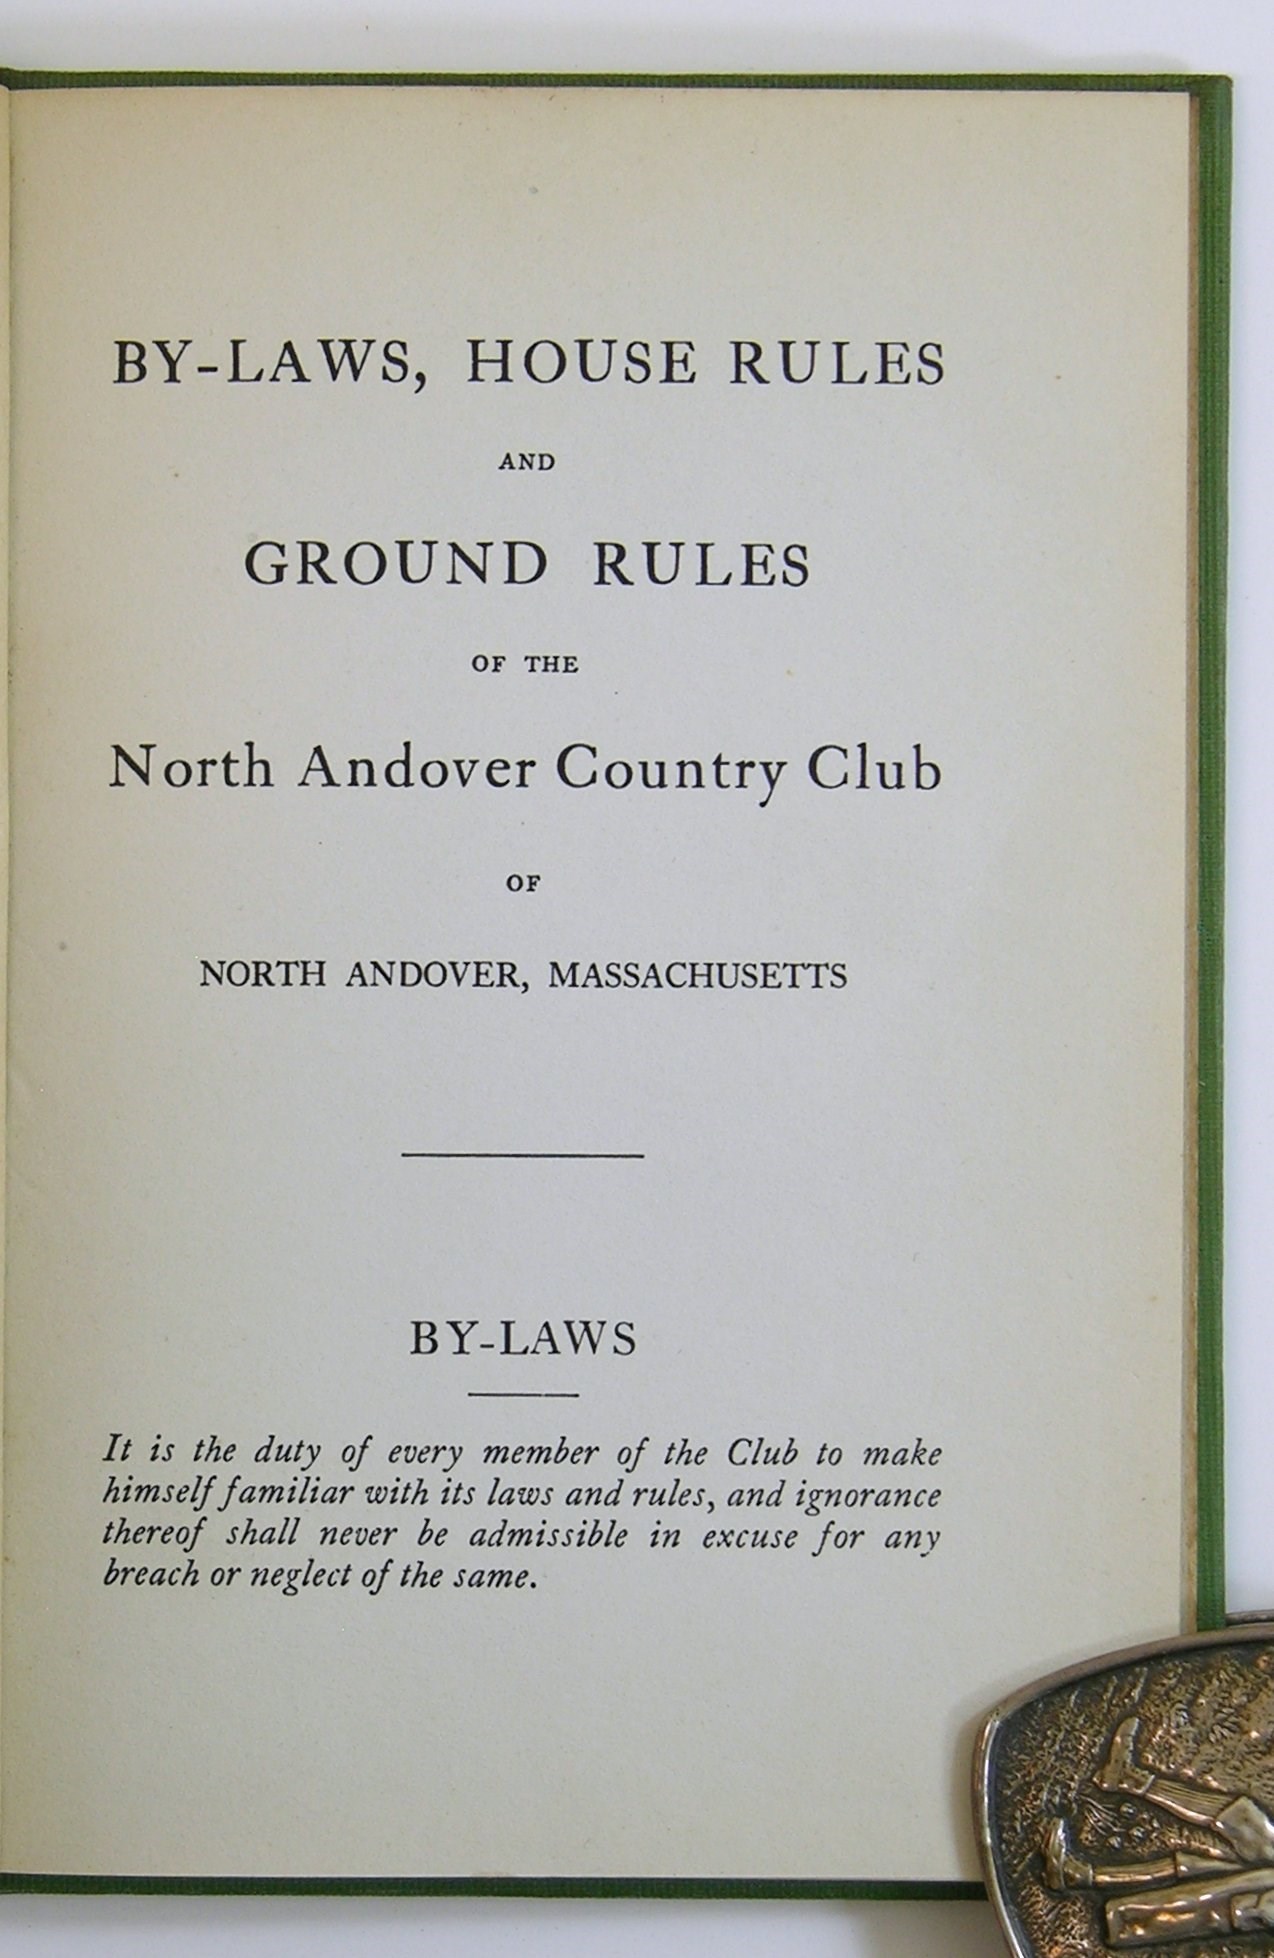 BY-LAWS, HOUSE RULES
AND
GROUND RULES
OF THE
North Andover Country Club
OF
NORTH ANDOVER, MASSACHUSETTS
BY-LAWS
It is the duty of every member of the Club to make
himself familiar with its laws and rules, and ignorance
thereof shall never be admissible in excuse for any
breach or neglect of the same.